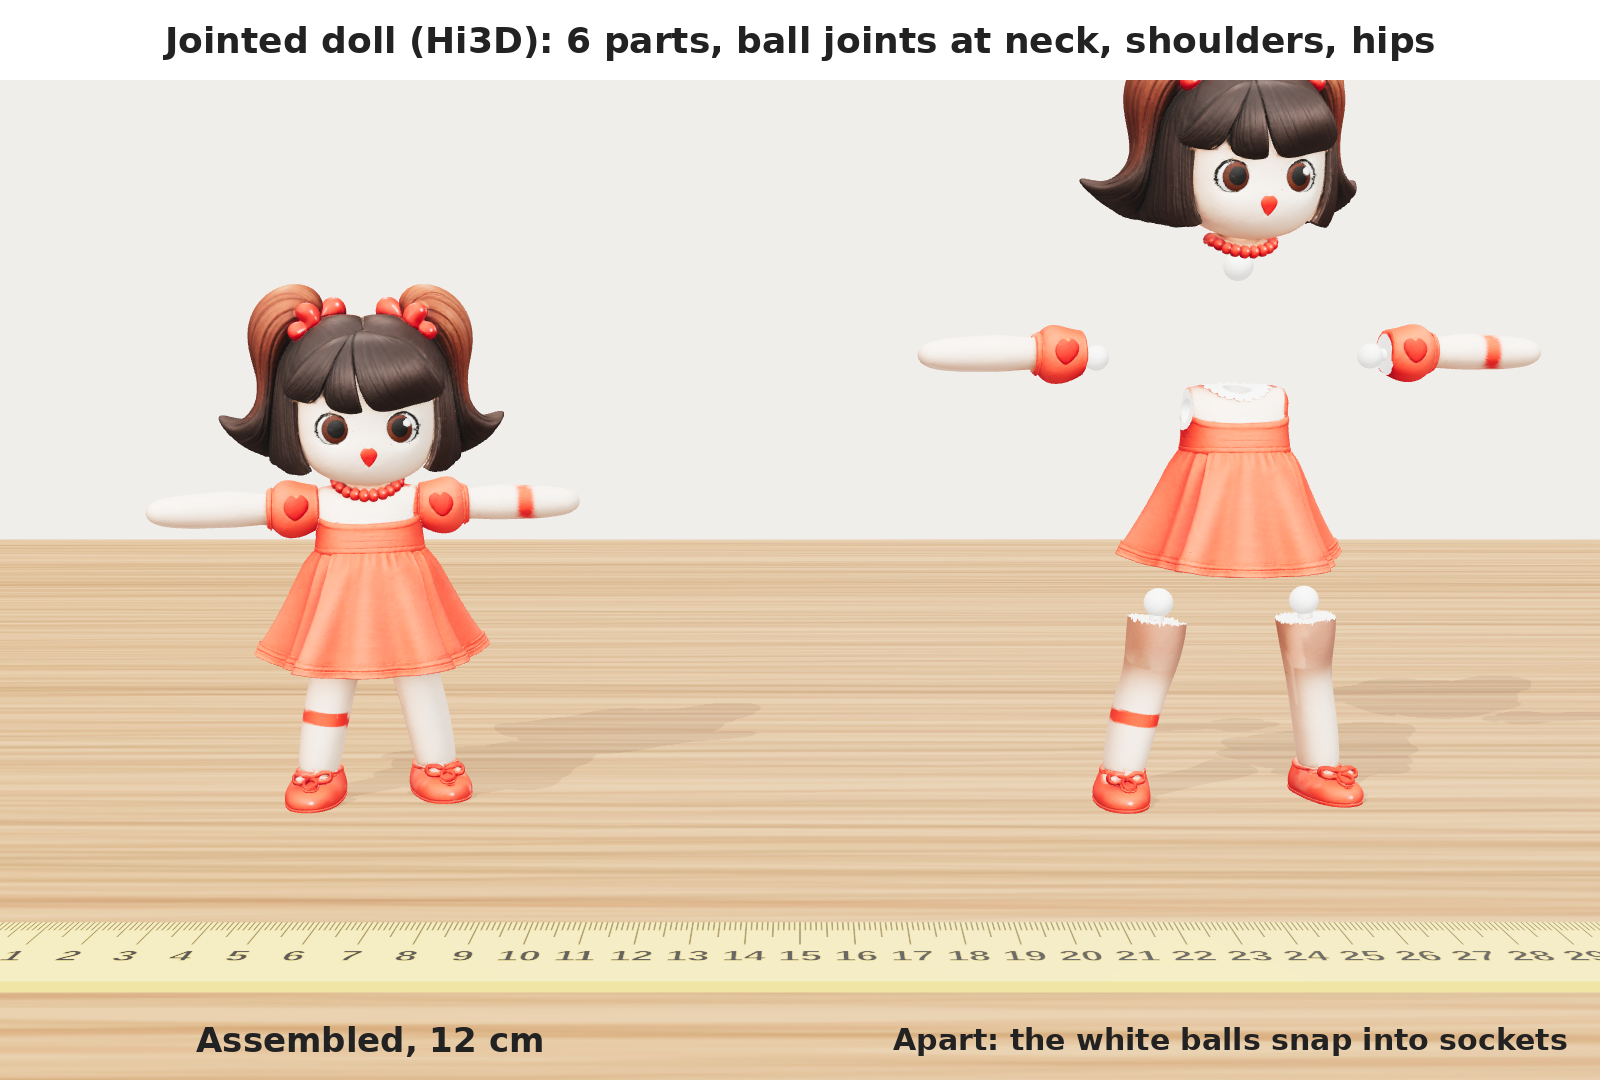 Jointed doll (Hi3D): 6 parts, ball joints at neck, shoulders, hips
1 2 3 4 5 6 7 8 9 10 11 12 13 14 15 16 17 18 19 20 21 22 23 24 25 26 27 28 29
Assembled, 12 cm
Apart: the white balls snap into sockets